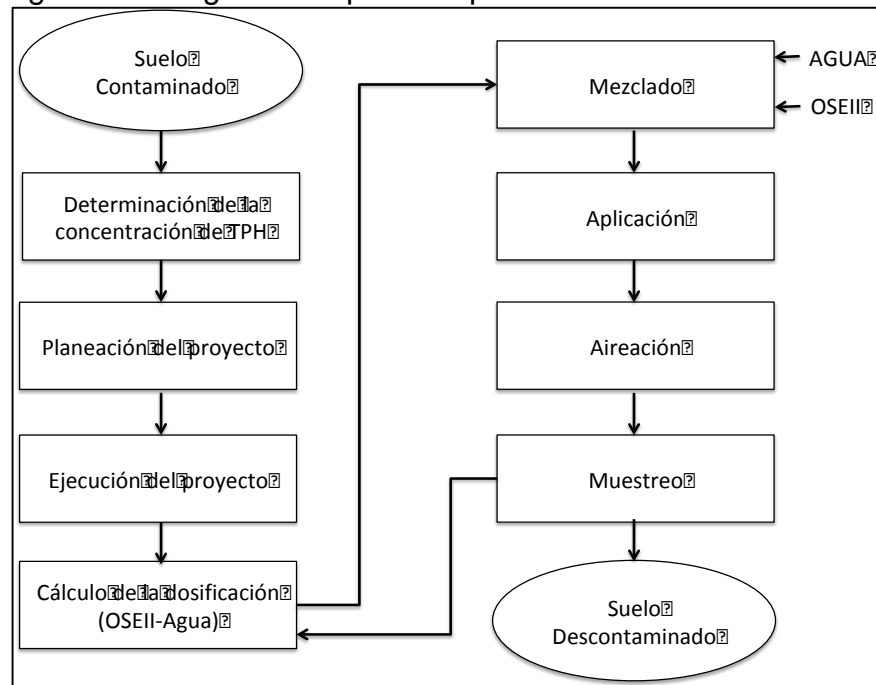 Suelo
Contaminado
Determinación de la
concentración de TPH
Planeación del proyecto
Ejecución del proyecto
Cálculo de la dosificación
(OSEII-Agua)
Mezclado
AGUA
OSEII
Aplicación
Aireación
Muestreo
Suelo
Descontaminado